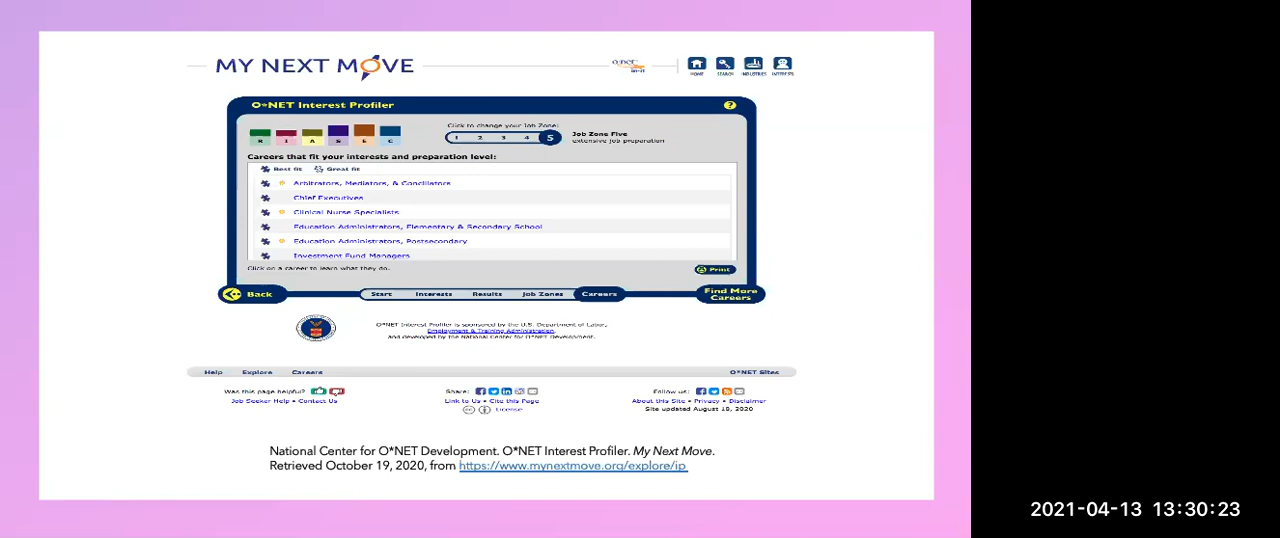 MY NEXT MOVE
o*net
HOME SEARCH INDUSTRIES INTERESTS
O*NET Interest Profiler ?
Click to change your Job Zone:
1 2 3 4 5
Job Zone Five
extensive job preparation
R I A S E C
Careers that fit your interests and preparation level:
Best fit Great fit
Arbitrators, Mediators, & Conciliators
Chief Executives
Clinical Nurse Specialists
Education Administrators, Elementary & Secondary School
Education Administrators, Postsecondary
Investment Fund Managers
Click on a career to learn what they do.
Print
Back Start Interests Results Job Zones Careers Find More Careers
O*NET Interest Profiler is sponsored by the U.S. Department of Labor,
Employment & Training Administration,
and developed by the National Center for O*NET Development.
Help Explore Careers O*NET Sites
Was this page helpful? Share: Follow us:
Job Seeker Help • Contact Us Link to Us • Cite this Page About this Site • Privacy • Disclaimer
License Site updated August 18, 2020
National Center for O*NET Development. O*NET Interest Profiler. My Next Move.
Retrieved October 19, 2020, from https://www.mynextmove.org/explore/ip
2021-04-13 13:30:23